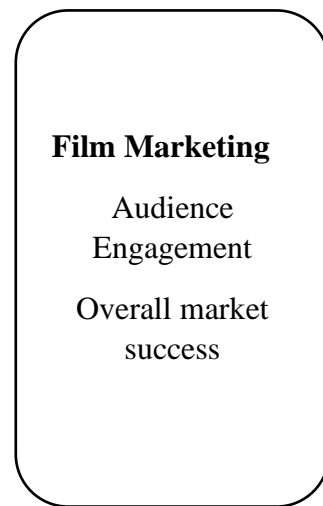 Film Marketing
Audience
Engagement
Overall market
success